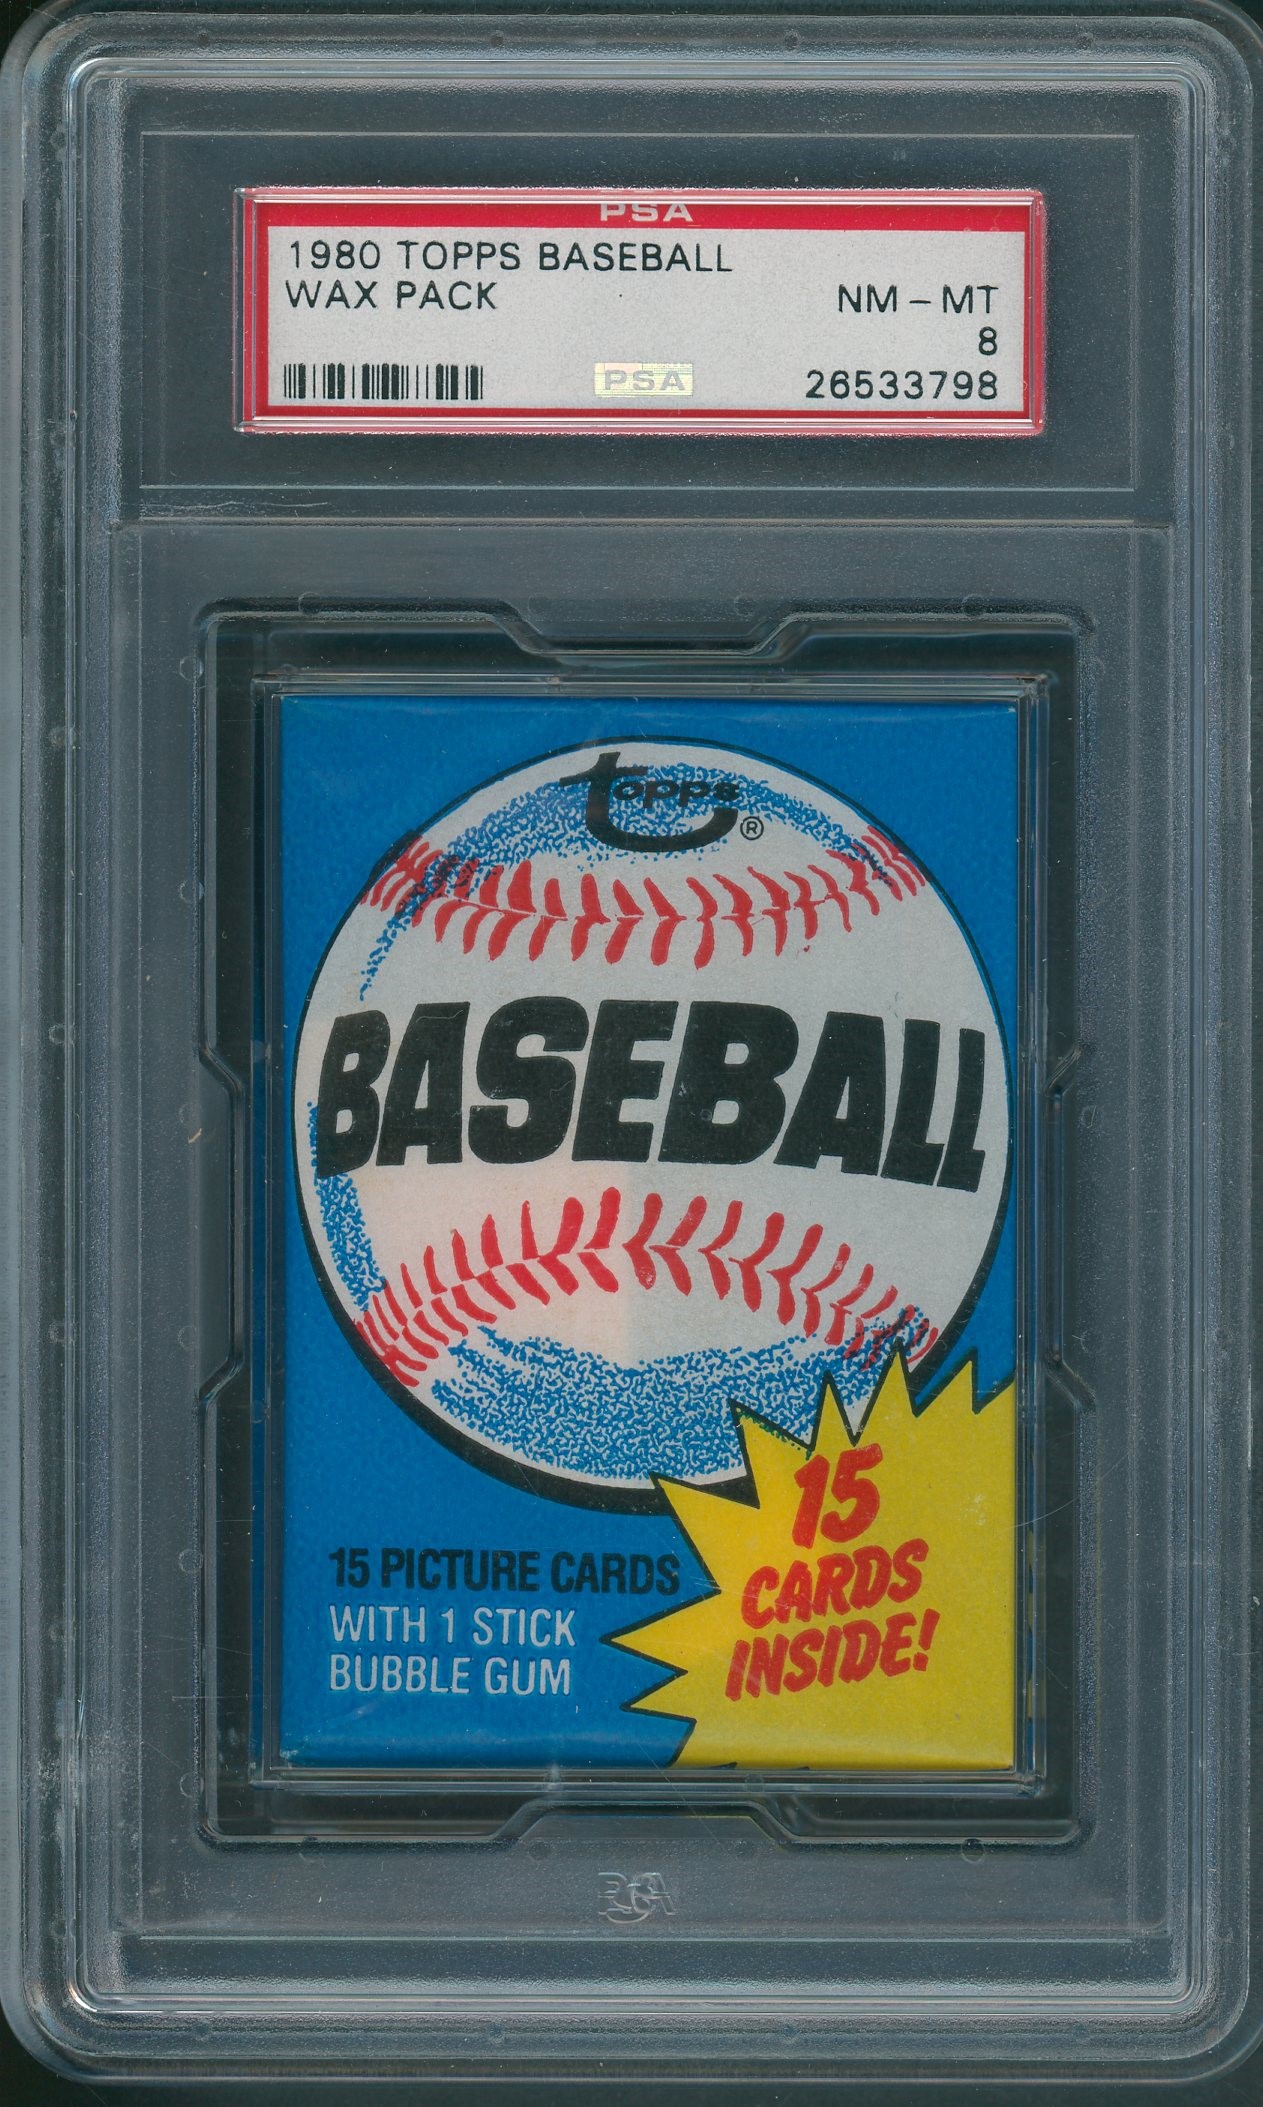 PSA
1980 TOPPS BASEBALL
WAX PACK
NM - MT
8
PSA
26533798
topps
®
BASEBALL
15 PICTURE CARDS
WITH 1 STICK
BUBBLE GUM
15
CARDS
INSIDE!
PSA